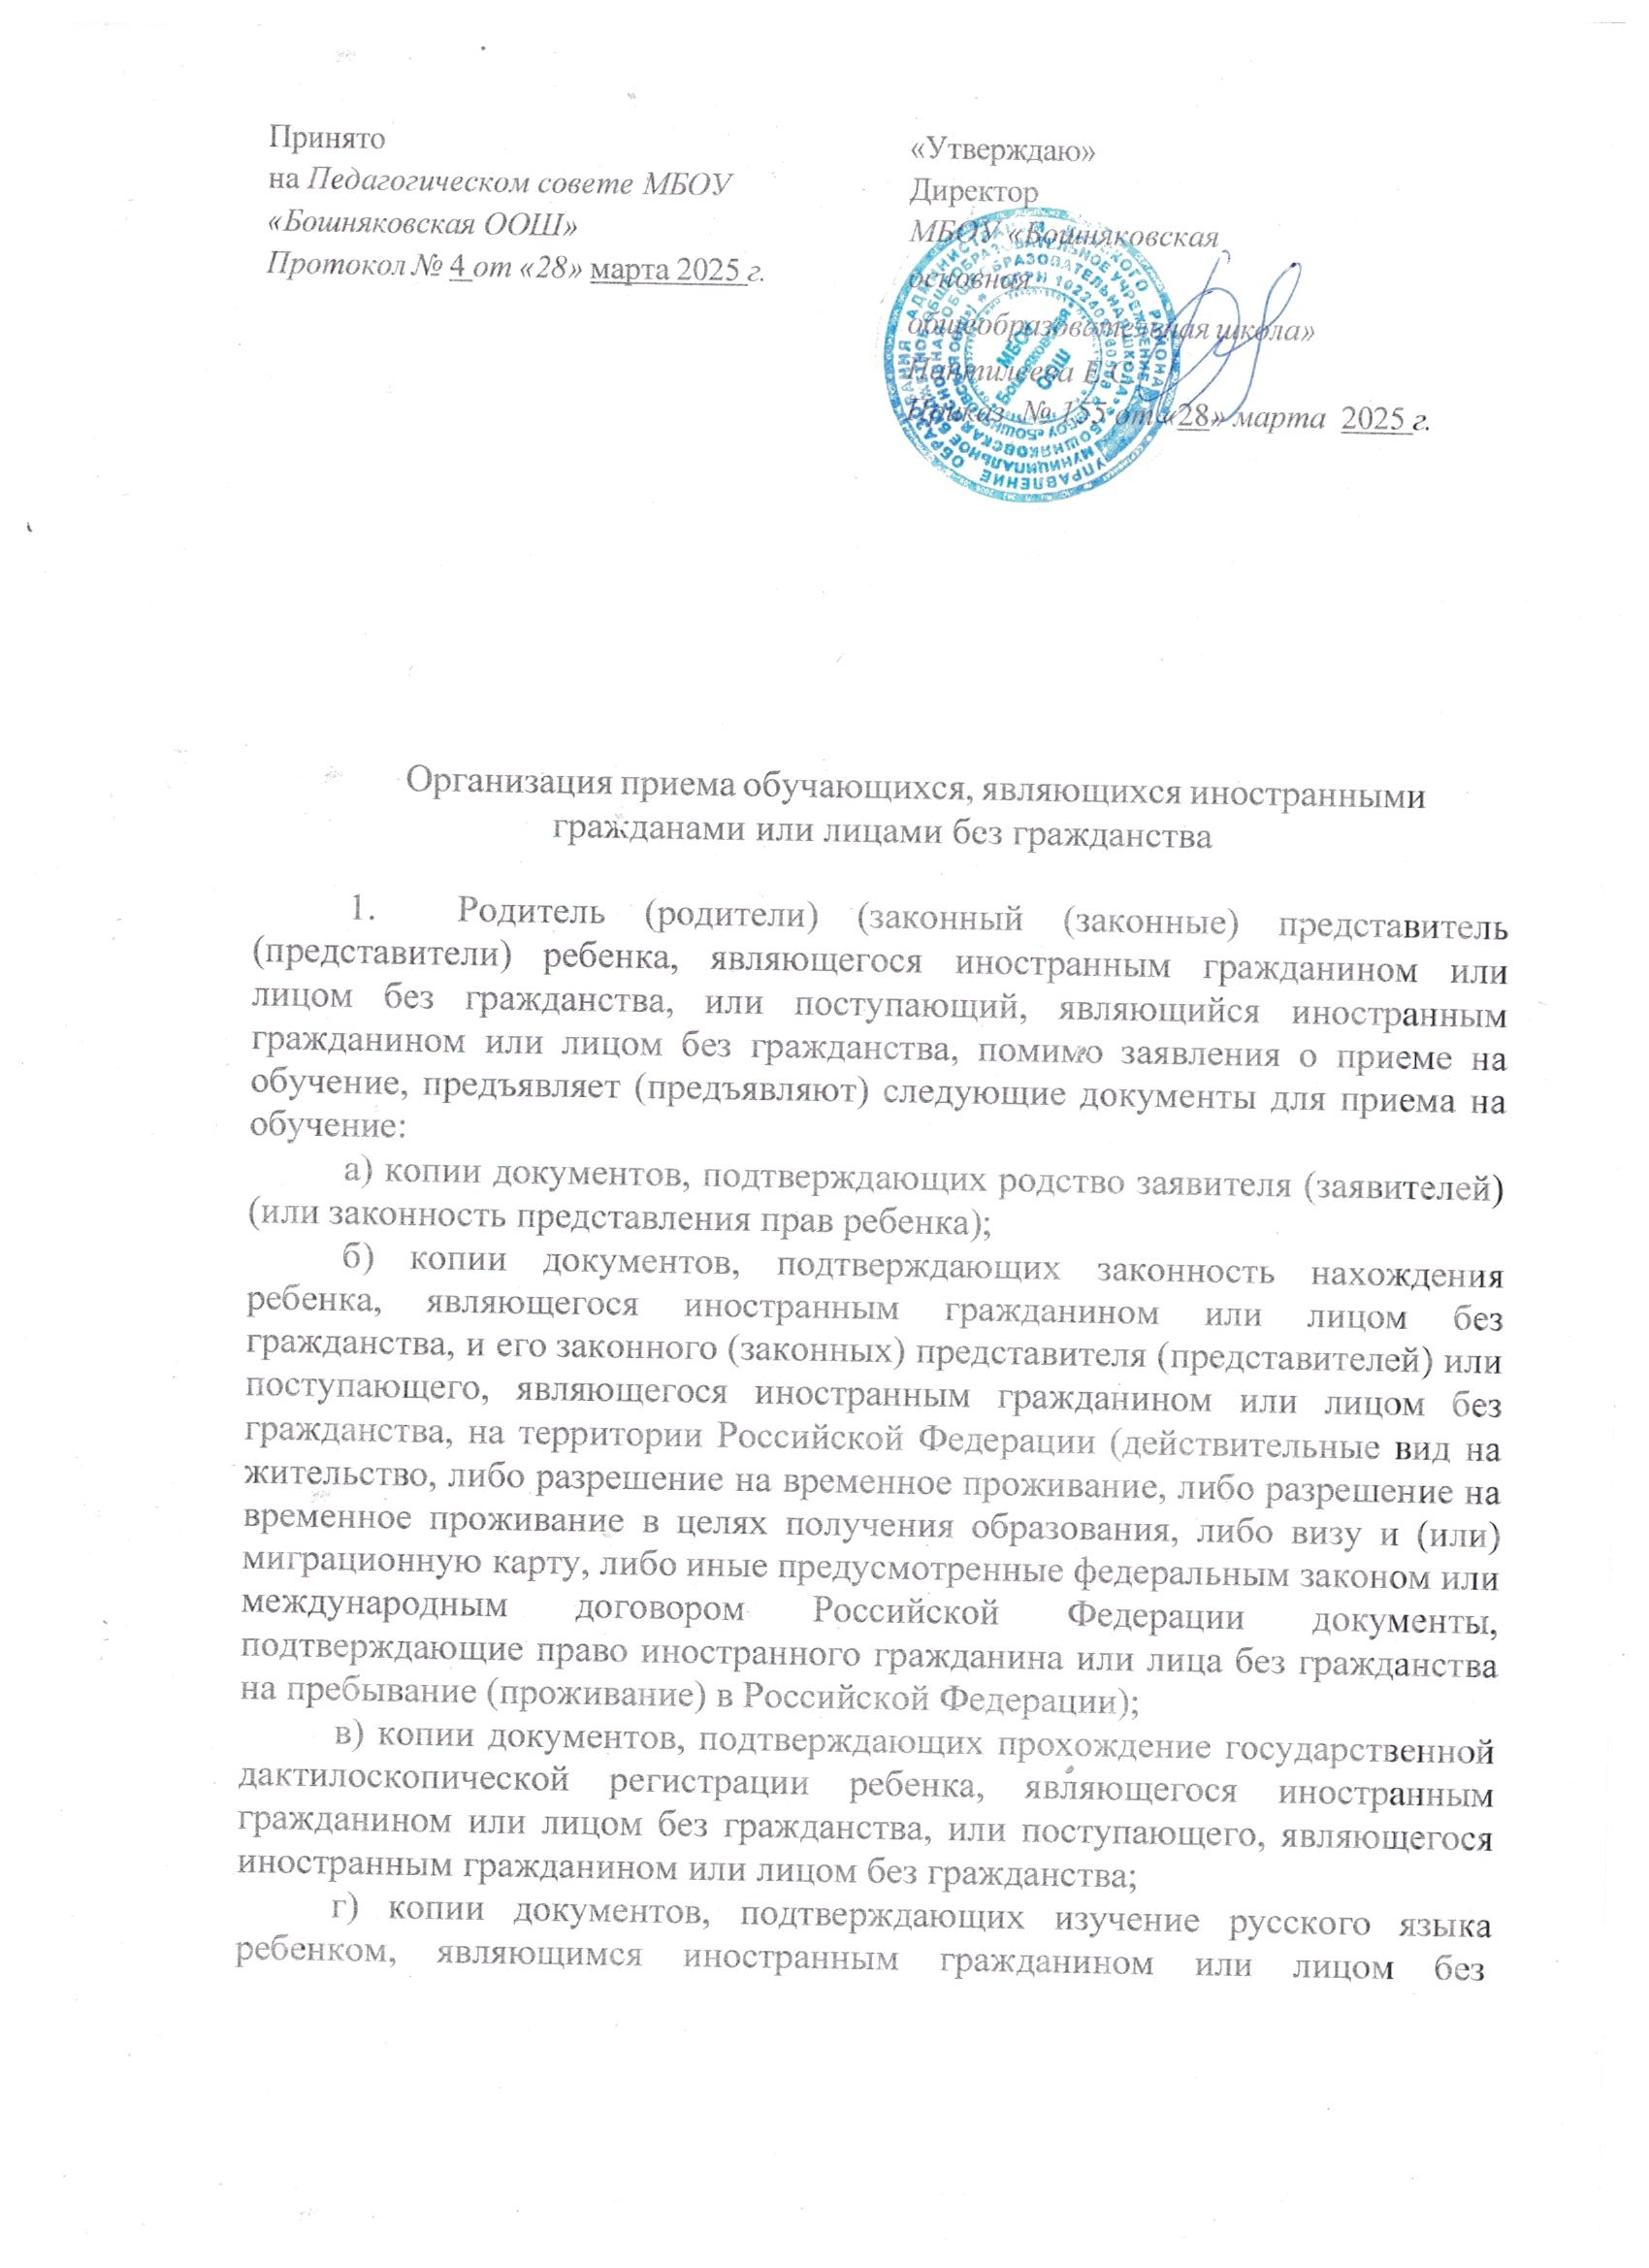 Принято
на Педагогическом совете МБОУ
«Бошняковская ООШ»
Протокол № 4 от «28» марта 2025 г.
«Утверждаю»
Директор
МБОУ «Бошняковская
основная
общеобразовательная школа»
Пантилеева Е.С.
Приказ № 155 от «28» марта 2025 г.
МБОУ
Бошняковская
ООШ
Организация приема обучающихся, являющихся иностранными
гражданами или лицами без гражданства
1. Родитель (родители) (законный (законные) представитель
(представители) ребенка, являющегося иностранным гражданином или
лицом без гражданства, или поступающий, являющийся иностранным
гражданином или лицом без гражданства, помимо заявления о приеме на
обучение, предъявляет (предъявляют) следующие документы для приема на
обучение:
а) копии документов, подтверждающих родство заявителя (заявителей)
(или законность представления прав ребенка);
б) копии документов, подтверждающих законность нахождения
ребенка, являющегося иностранным гражданином или лицом без
гражданства, и его законного (законных) представителя (представителей) или
поступающего, являющегося иностранным гражданином или лицом без
гражданства, на территории Российской Федерации (действительные вид на
жительство, либо разрешение на временное проживание, либо разрешение на
временное проживание в целях получения образования, либо визу и (или)
миграционную карту, либо иные предусмотренные федеральным законом или
международным договором Российской Федерации документы,
подтверждающие право иностранного гражданина или лица без гражданства
на пребывание (проживание) в Российской Федерации);
в) копии документов, подтверждающих прохождение государственной
дактилоскопической регистрации ребенка, являющегося иностранным
гражданином или лицом без гражданства, или поступающего, являющегося
иностранным гражданином или лицом без гражданства;
г) копии документов, подтверждающих изучение русского языка
ребенком, являющимся иностранным гражданином или лицом без